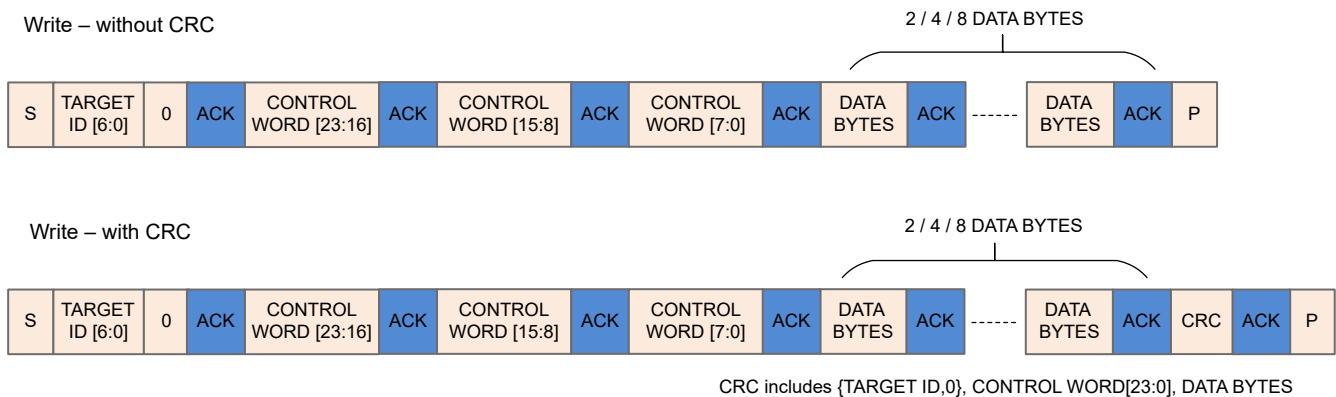 Write – without CRC
2 / 4 / 8 DATA BYTES
S
TARGET
ID [6:0]
0
ACK
CONTROL
WORD [23:16]
ACK
CONTROL
WORD [15:8]
ACK
CONTROL
WORD [7:0]
ACK
DATA
BYTES
ACK
DATA
BYTES
ACK
P
Write – with CRC
2 / 4 / 8 DATA BYTES
S
TARGET
ID [6:0]
0
ACK
CONTROL
WORD [23:16]
ACK
CONTROL
WORD [15:8]
ACK
CONTROL
WORD [7:0]
ACK
DATA
BYTES
ACK
DATA
BYTES
ACK
CRC
ACK
P
CRC includes {TARGET ID,0}, CONTROL WORD[23:0], DATA BYTES